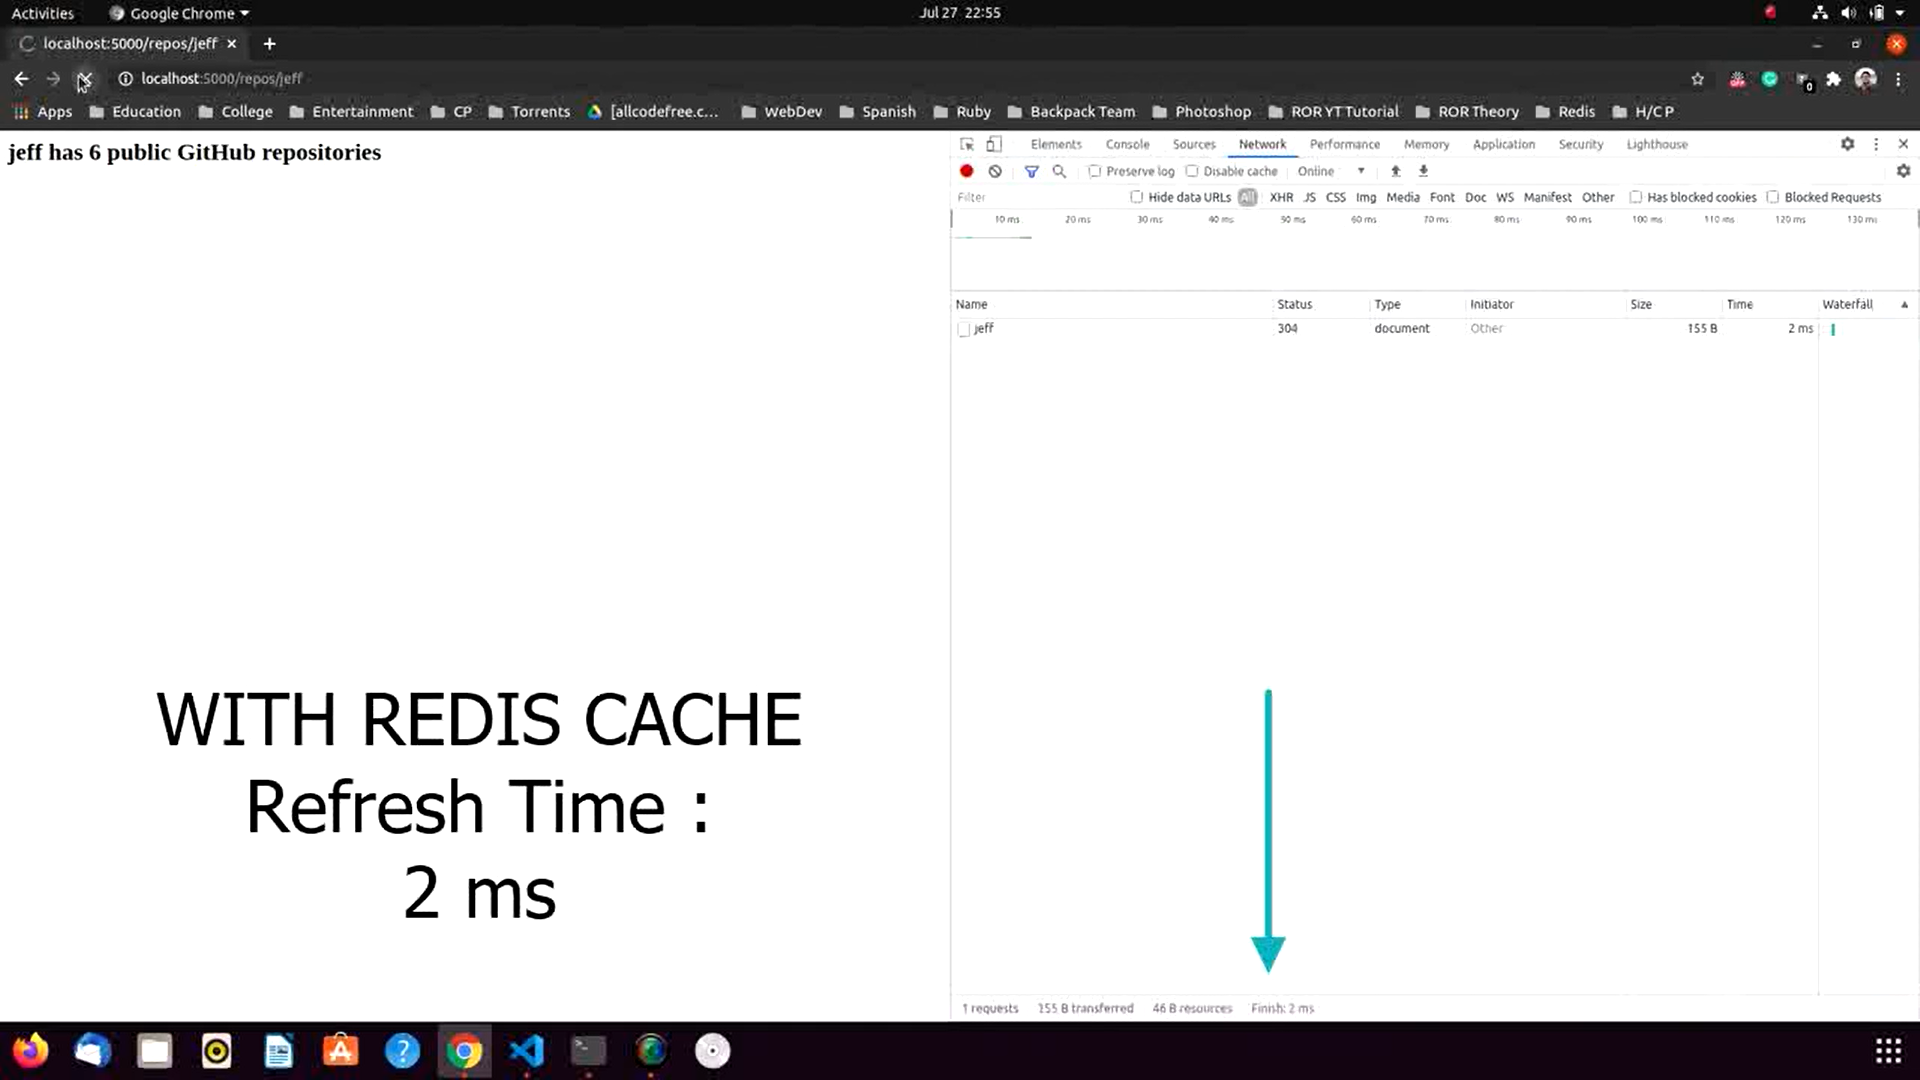 Activities Google Chrome Jul 27 22:55
localhost:5000/repos/jeff
localhost:5000/repos/jeff 0
Apps Education College Entertainment CP Torrents [allcodefree.c... WebDev Spanish Ruby Backpack Team Photoshop ROR YT Tutorial ROR Theory Redis H/C P
jeff has 6 public GitHub repositories
Elements Console Sources Network Performance Memory Application Security Lighthouse
Preserve log Disable cache Online
Filter Hide data URLs All XHR JS CSS Img Media Font Doc WS Manifest Other Has blocked cookies Blocked Requests
10 ms 20 ms 30 ms 40 ms 50 ms 60 ms 70 ms 80 ms 90 ms 100 ms 110 ms 120 ms 130 ms
Name Status Type Initiator Size Time Waterfall
jeff 304 document Other 155 B 2 ms
WITH REDIS CACHE
Refresh Time :
2 ms
1 requests 155 B transferred 46 B resources Finish: 2 ms